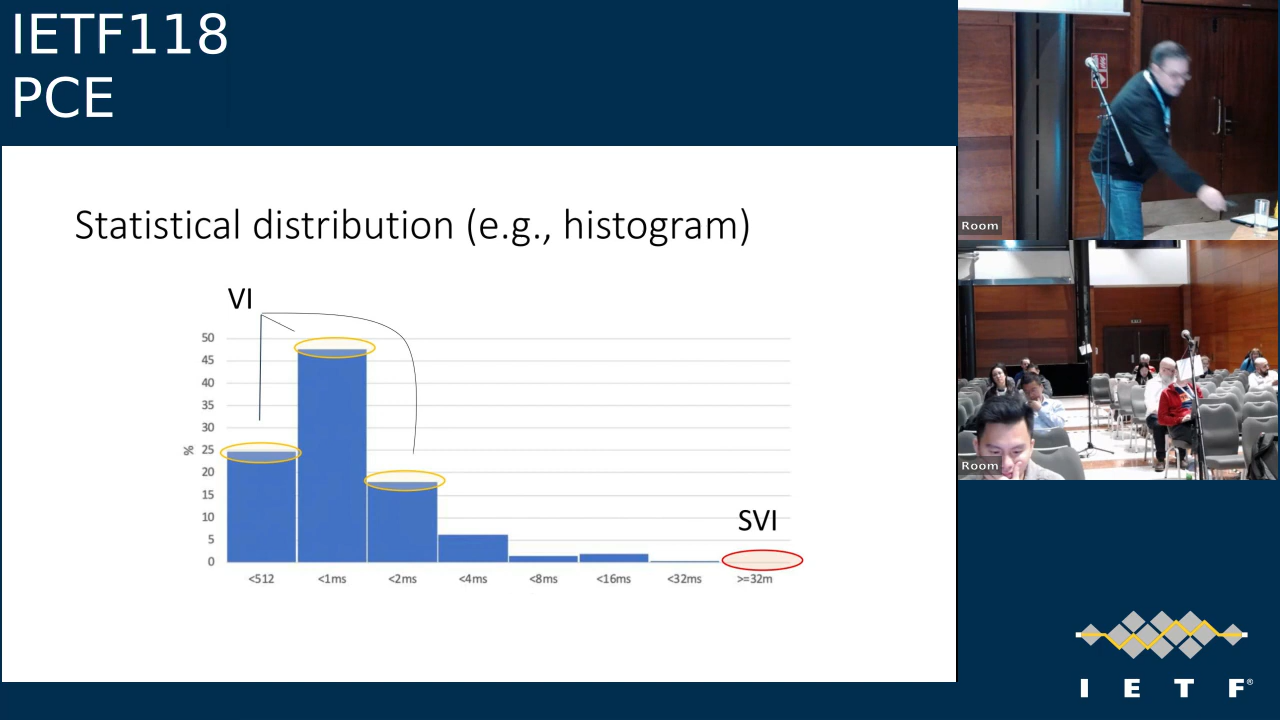 IETF118
PCE
Statistical distribution (e.g., histogram)
VI
50
45
40
35
30
25
20
15
10
5
0
%
SVI
<512
<1ms
<2ms
<4ms
<8ms
<16ms
<32ms
>=32m
Room
Room
I E T F®